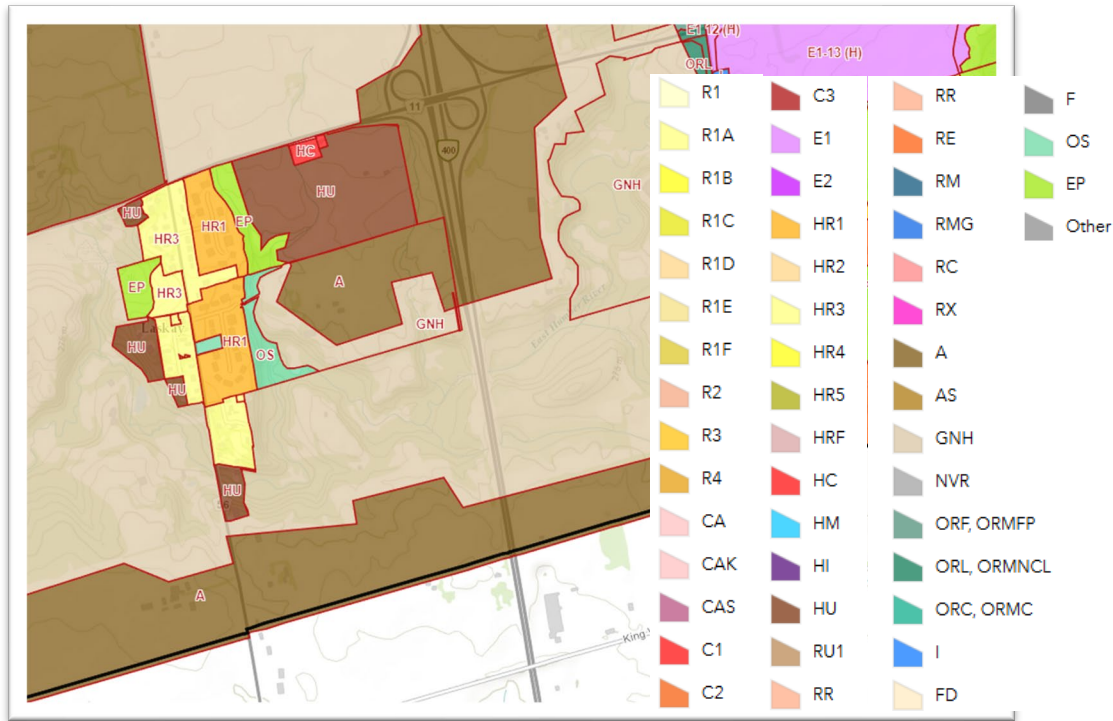 E1-12 (H)
E1-13 (H)
ORL
11
400
HC
HU
GNH
HU
HR1
EP
HR3
A
EP
HR3
GNH
Laskay
HU
HR1
OS
HU
HU
A
King-
R1
R1A
R1B
R1C
R1D
R1E
R1F
R2
R3
R4
CA
CAK
CAS
C1
C2
C3
E1
E2
HR1
HR2
HR3
HR4
HR5
HRF
HC
HM
HI
HU
RU1
RR
RR
RE
RM
RMG
RC
RX
A
AS
GNH
NVR
ORF, ORMFP
ORL, ORMNCL
ORC, ORMC
I
FD
F
OS
EP
Other